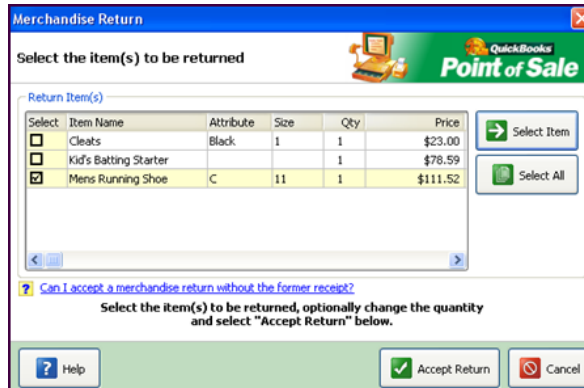 Merchandise Return
Select the item(s) to be returned
QuickBooks
Point of Sale
Return Item(s)
Select Item Name Attribute Size Qty Price
Cleats Black 1 1 $23.00
Kid's Batting Starter 1 $78.59
Mens Running Shoe C 11 1 $111.52
Select Item
Select All
? Can I accept a merchandise return without the former receipt?
Select the item(s) to be returned, optionally change the quantity
and select "Accept Return" below.
? Help
Accept Return
Cancel